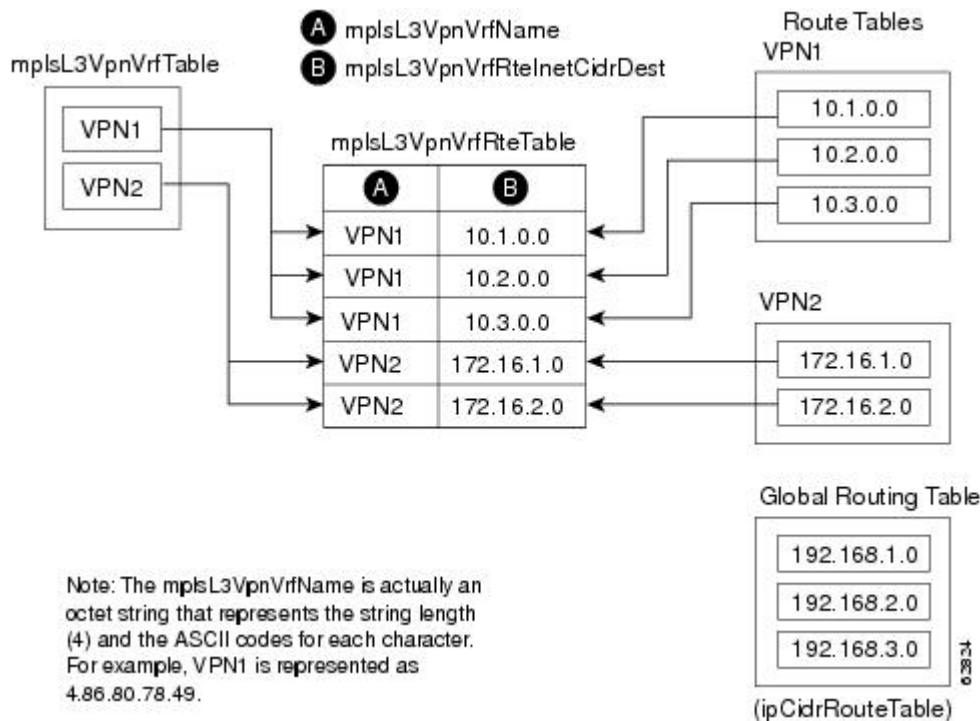 A mplsL3VpnVrfName
B mplsL3VpnVrfRteInetCidrDest
mplsL3VpnVrfTable
VPN1
VPN2
mplsL3VpnVrfRteTable
A B
VPN1 10.1.0.0
VPN1 10.2.0.0
VPN1 10.3.0.0
VPN2 172.16.1.0
VPN2 172.16.2.0
Route Tables
VPN1
10.1.0.0
10.2.0.0
10.3.0.0
VPN2
172.16.1.0
172.16.2.0
Global Routing Table
192.168.1.0
192.168.2.0
192.168.3.0
(ipCidrRouteTable)
Note: The mplsL3VpnVrfName is actually an
octet string that represents the string length
(4) and the ASCII codes for each character.
For example, VPN1 is represented as
4.86.80.78.49.